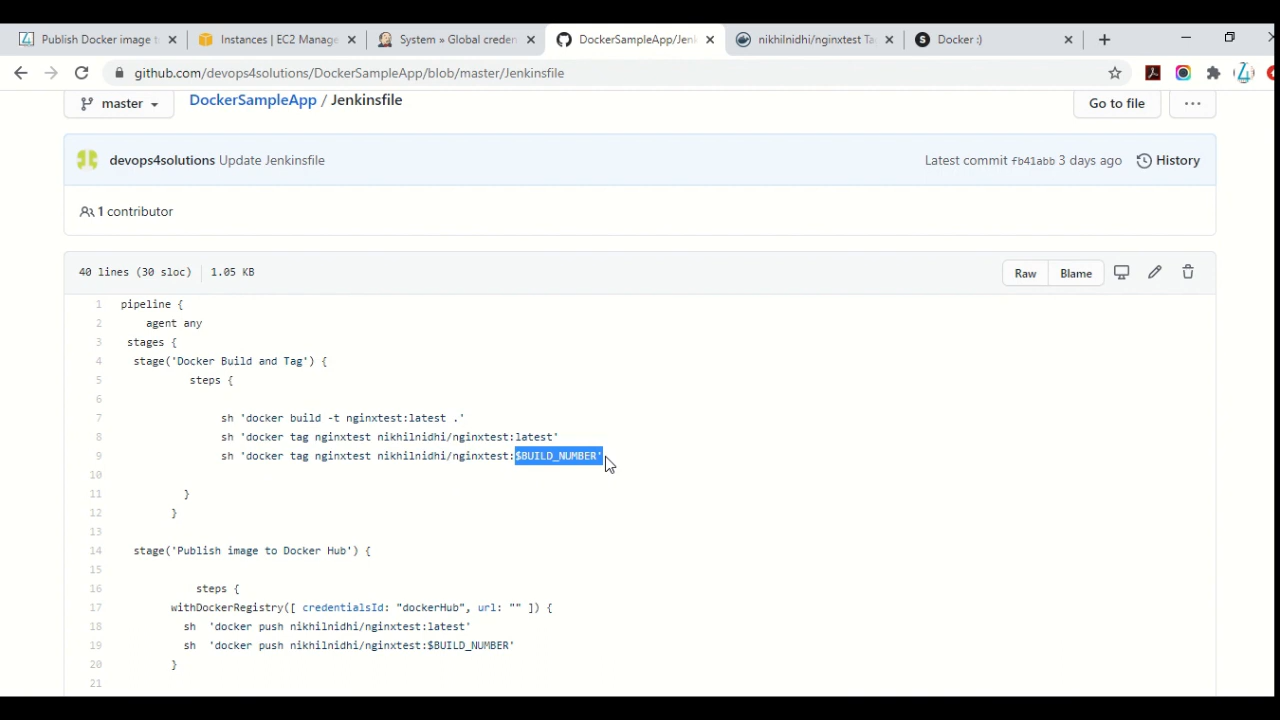 Publish Docker image t
Instances | EC2 Manag
System » Global creden
DockerSampleApp/Jenk
nikhilnidhi/nginxtest Ta
Docker :)
github.com/devops4solutions/DockerSampleApp/blob/master/Jenkinsfile
master
DockerSampleApp / Jenkinsfile
Go to file
devops4solutions Update Jenkinsfile
Latest commit fb41abb 3 days ago
History
1 contributor
40 lines (30 sloc)
1.05 KB
Raw
Blame
1 pipeline {
2 agent any
3 stages {
4 stage('Docker Build and Tag') {
5 steps {
6
7 sh 'docker build -t nginxtest:latest .'
8 sh 'docker tag nginxtest nikhilnidhi/nginxtest:latest'
9 sh 'docker tag nginxtest nikhilnidhi/nginxtest:$BUILD_NUMBER'
10
11 }
12 }
13
14 stage('Publish image to Docker Hub') {
15
16 steps {
17 withDockerRegistry([ credentialsId: "dockerHub", url: "" ]) {
18 sh 'docker push nikhilnidhi/nginxtest:latest'
19 sh 'docker push nikhilnidhi/nginxtest:$BUILD_NUMBER'
20 }
21